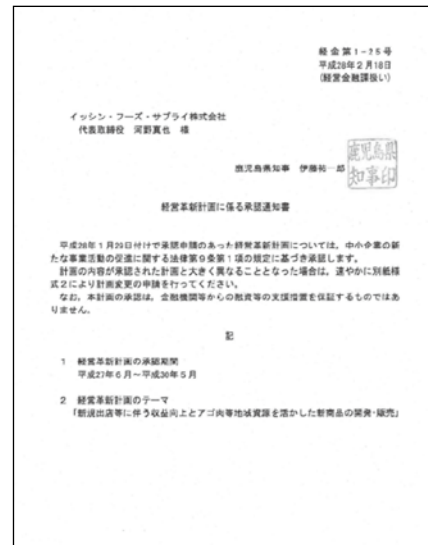 経会第1-25号
平成28年2月18日
(経営金融課扱い)
イッシン・フーズ・サプライ株式会社
代表取締役 河野真也 様
鹿児島県知事 伊藤祐一郎
鹿児島県
知事印
経営革新計画に係る承認通知書
平成28年1月29日付けで承認申請のあった経営革新計画については、中小企業の新
たな事業活動の促進に関する法律第9条第1項の規定に基づき承認します。
計画の内容が承認された計画と大きく異なることとなった場合は、速やかに別紙様
式2により計画変更の申請を行ってください。
なお、本計画の承認は、金融機関等からの融資等の支援措置を保証するものではあ
りません。
記
1 経営革新計画の承認期間
平成27年6月~平成30年5月
2 経営革新計画のテーマ
「新規出店等に伴う収益向上とアゴ肉等地域資源を活かした新商品の開発・販売」